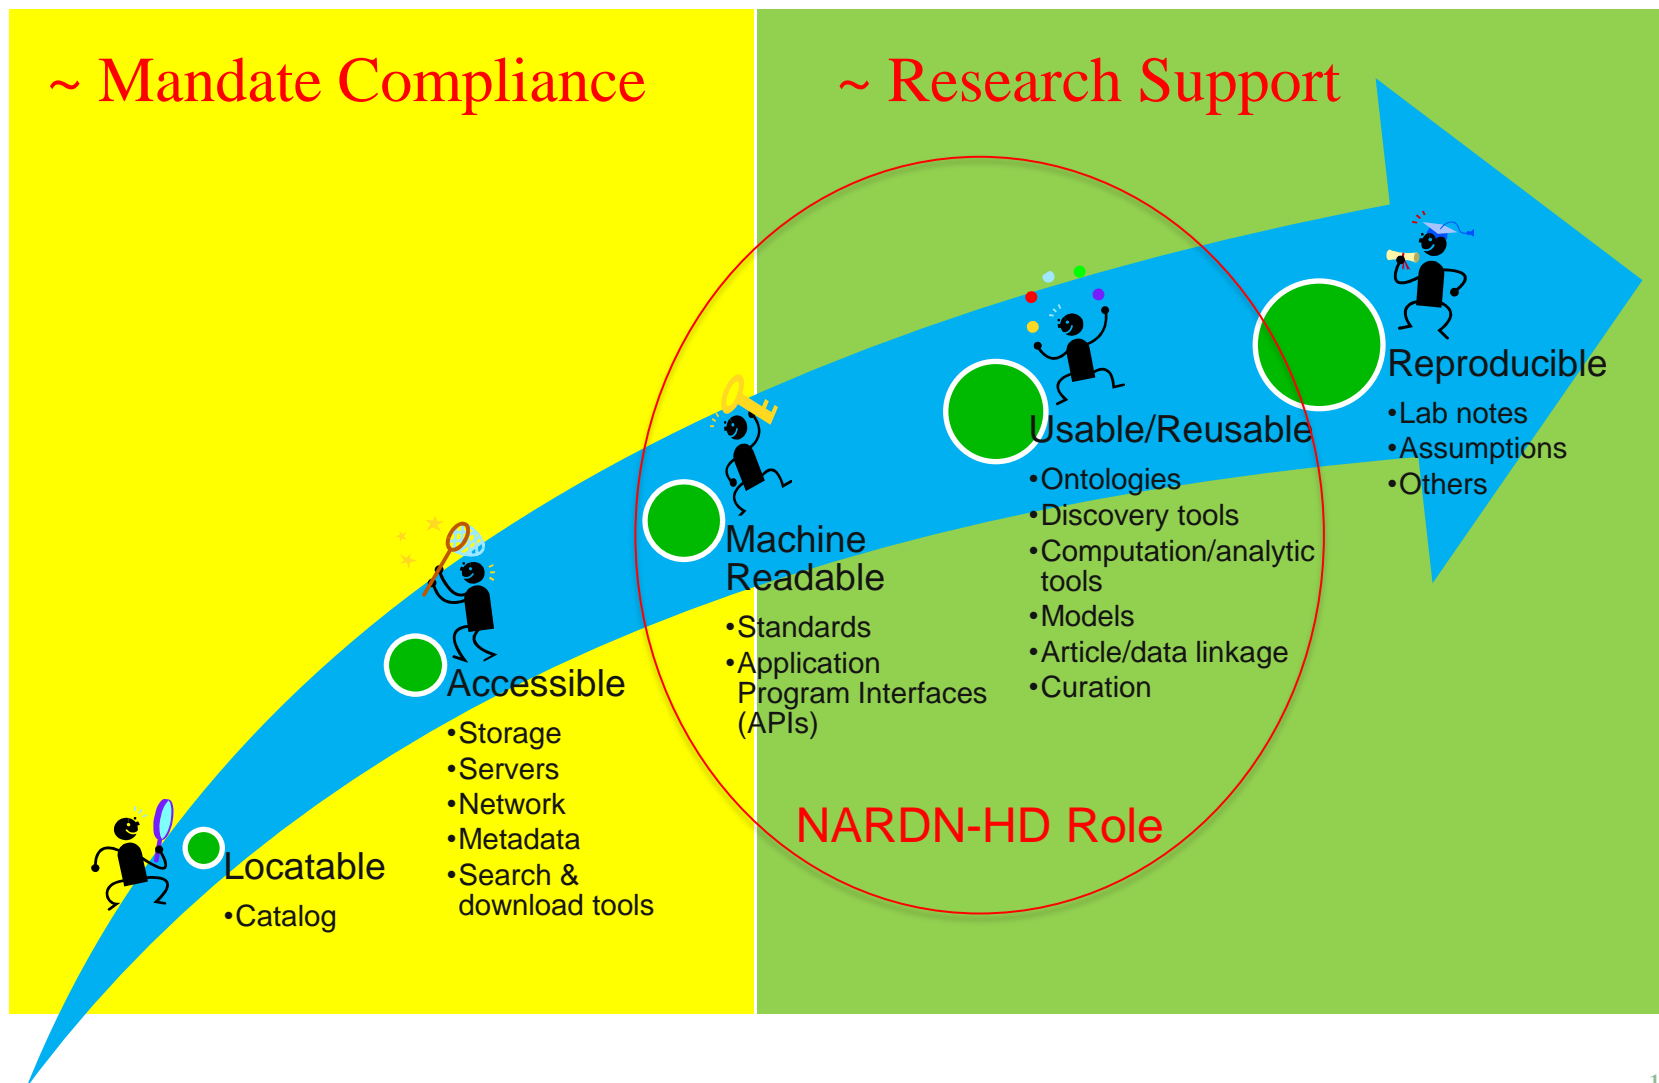 ~ Mandate Compliance
~ Research Support
Reproducible
•Lab notes
•Assumptions
•Others
Usable/Reusable
•Ontologies
•Discovery tools
•Computation/analytic
tools
•Models
•Article/data linkage
•Curation
Machine
Readable
•Standards
•Application
Program Interfaces
(APIs)
Accessible
•Storage
•Servers
•Network
•Metadata
•Search &
download tools
NARDN-HD Role
Locatable
•Catalog
1